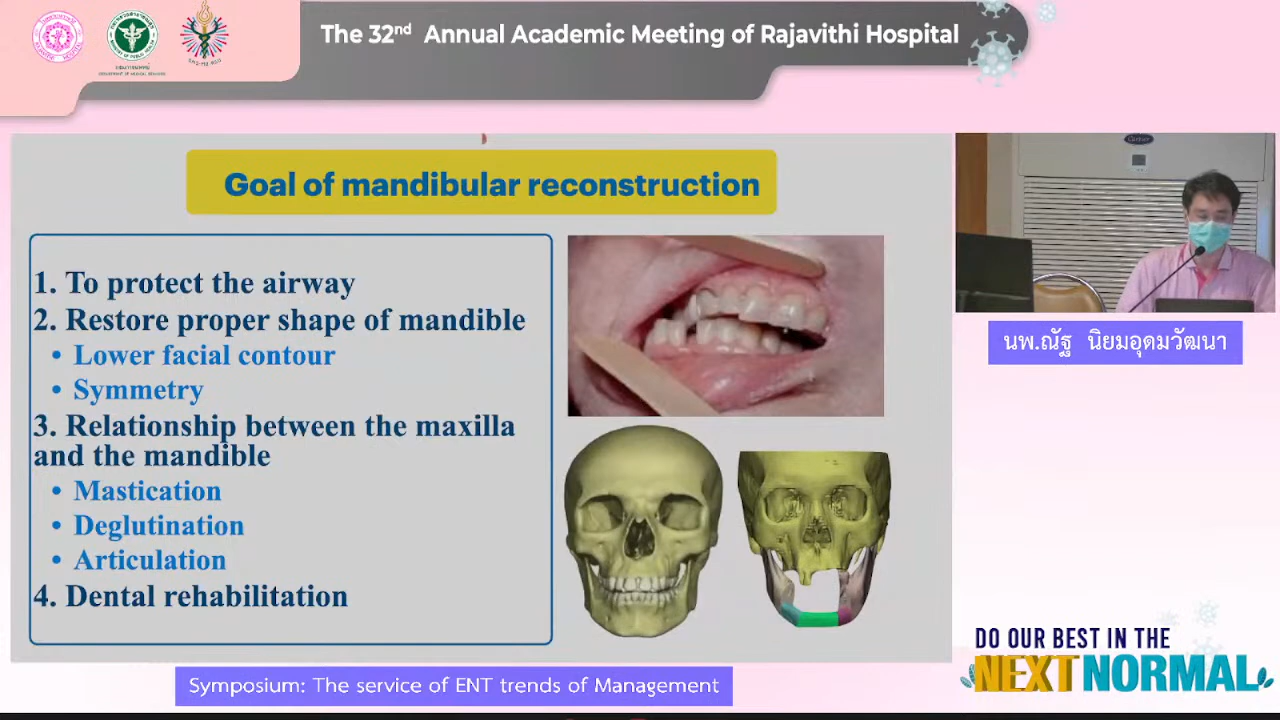 The 32nd Annual Academic Meeting of Rajavithi Hospital
Goal of mandibular reconstruction
1. To protect the airway
2. Restore proper shape of mandible
• Lower facial contour
• Symmetry
3. Relationship between the maxilla
and the mandible
• Mastication
• Deglutination
• Articulation
4. Dental rehabilitation
นพ.ณัฐ นิยมอุดมวัฒนา
Symposium: The service of ENT trends of Management
DO OUR BEST IN THE
NEXT NORMAL